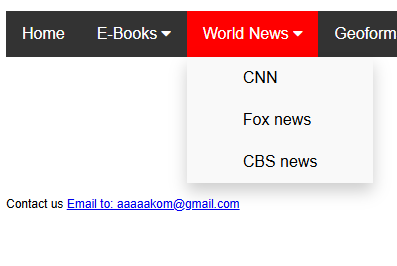 Home E-Books World News Geoform
CNN
Fox news
CBS news
Contact us Email to: aaaaakom@gmail.com